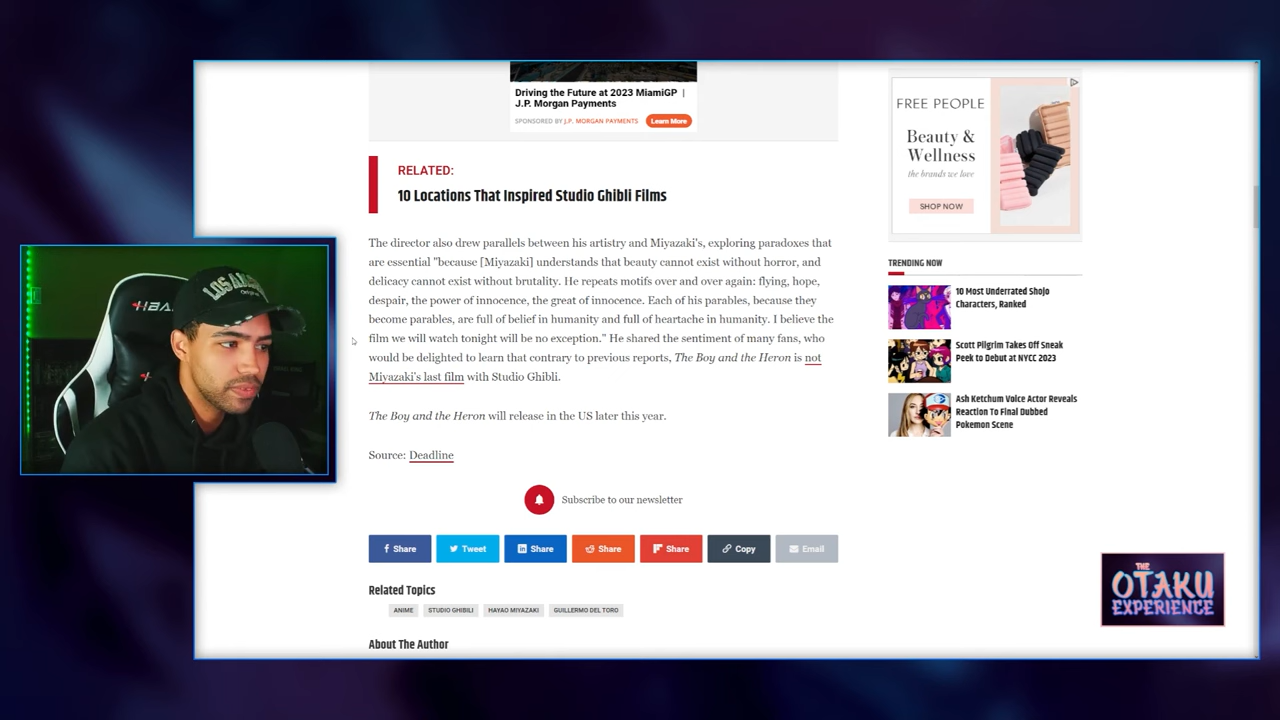 Driving the Future at 2023 MiamiGP |
J.P. Morgan Payments
SPONSORED BY J.P. MORGAN PAYMENTS
Learn More
FREE PEOPLE
Beauty &
Wellness
the brands we love
SHOP NOW
RELATED:
10 Locations That Inspired Studio Ghibli Films
The director also drew parallels between his artistry and Miyazaki's, exploring paradoxes that
are essential "because [Miyazaki] understands that beauty cannot exist without horror, and
delicacy cannot exist without brutality. He repeats motifs over and over again: flying, hope,
despair, the power of innocence, the great of innocence. Each of his parables, because they
become parables, are full of belief in humanity and full of heartache in humanity. I believe the
film we will watch tonight will be no exception." He shared the sentiment of many fans, who
would be delighted to learn that contrary to previous reports, The Boy and the Heron is not
Miyazaki's last film with Studio Ghibli.
The Boy and the Heron will release in the US later this year.
Source: Deadline
Subscribe to our newsletter
Share
Tweet
Share
Share
Share
Copy
Email
Related Topics
ANIME
STUDIO GHIBILI
HAYAO MIYAZAKI
GUILLERMO DEL TORO
About The Author
TRENDING NOW
10 Most Underrated Shojo
Characters, Ranked
Scott Pilgrim Takes Off Sneak
Peek to Debut at NYCC 2023
Ash Ketchum Voice Actor Reveals
Reaction To Final Dubbed
Pokemon Scene
LOS ANGELES
THE
OTAKU
EXPERIENCE